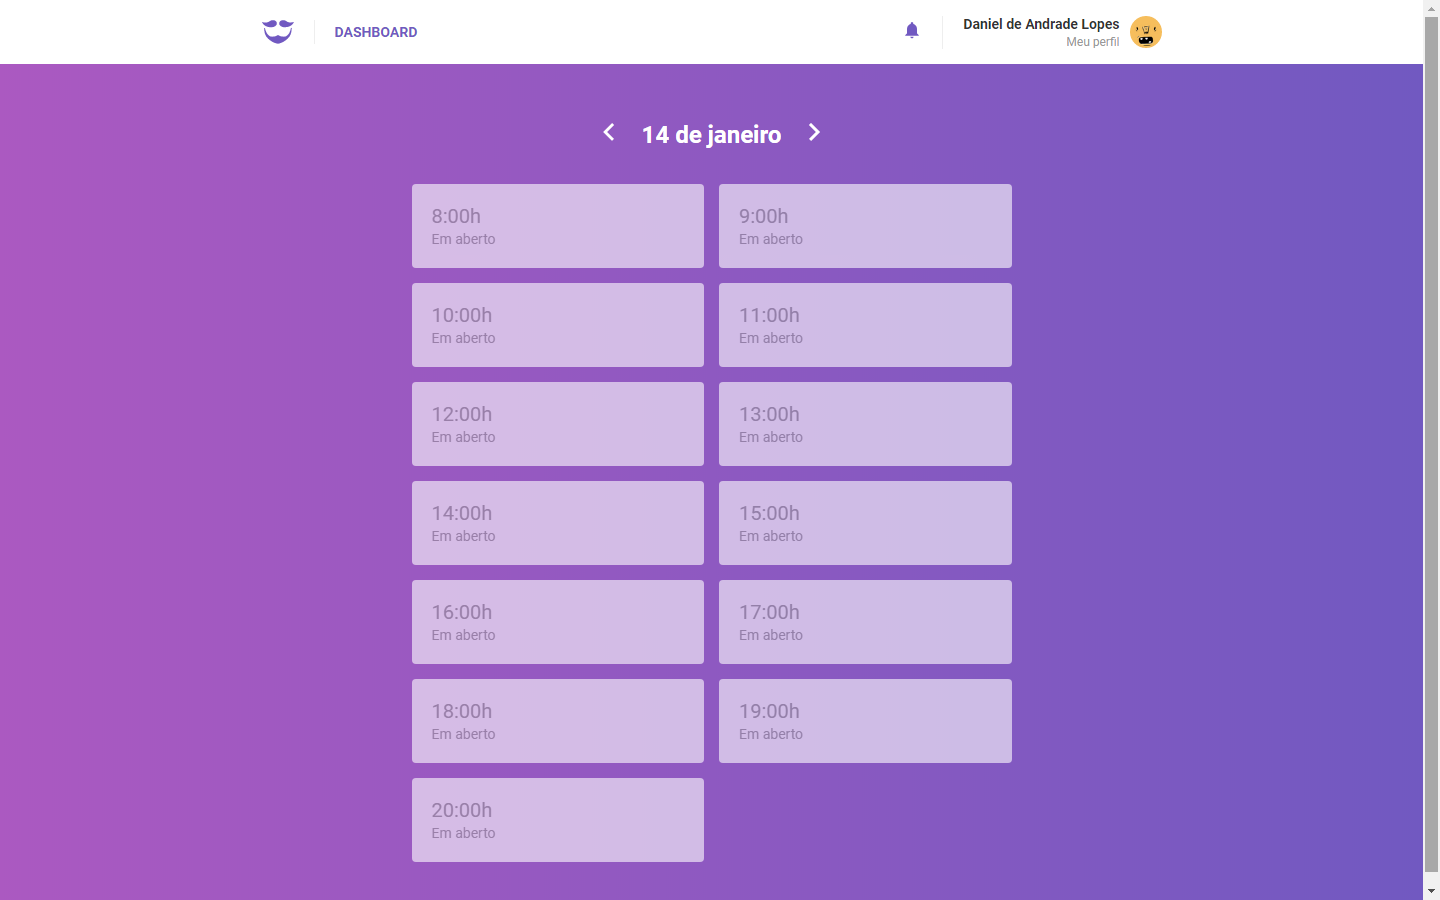 DASHBOARD
Daniel de Andrade Lopes
Meu perfil
14 de janeiro
8:00h
Em aberto
9:00h
Em aberto
10:00h
Em aberto
11:00h
Em aberto
12:00h
Em aberto
13:00h
Em aberto
14:00h
Em aberto
15:00h
Em aberto
16:00h
Em aberto
17:00h
Em aberto
18:00h
Em aberto
19:00h
Em aberto
20:00h
Em aberto